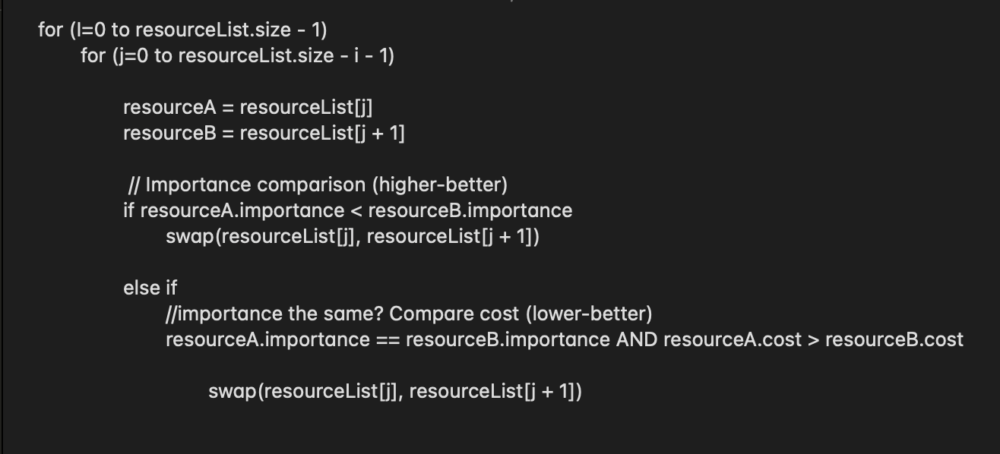 for (I=0 to resourceList.size - 1)
for (j=0 to resourceList.size - i - 1)
resourceA = resourceList[j]
resourceB = resourceList[j + 1]
// Importance comparison (higher-better)
if resourceA.importance < resourceB.importance
swap(resourceList[j], resourceList[j + 1])
else if
//importance the same? Compare cost (lower-better)
resourceA.importance == resourceB.importance AND resourceA.cost > resourceB.cost
swap(resourceList[j], resourceList[j + 1])